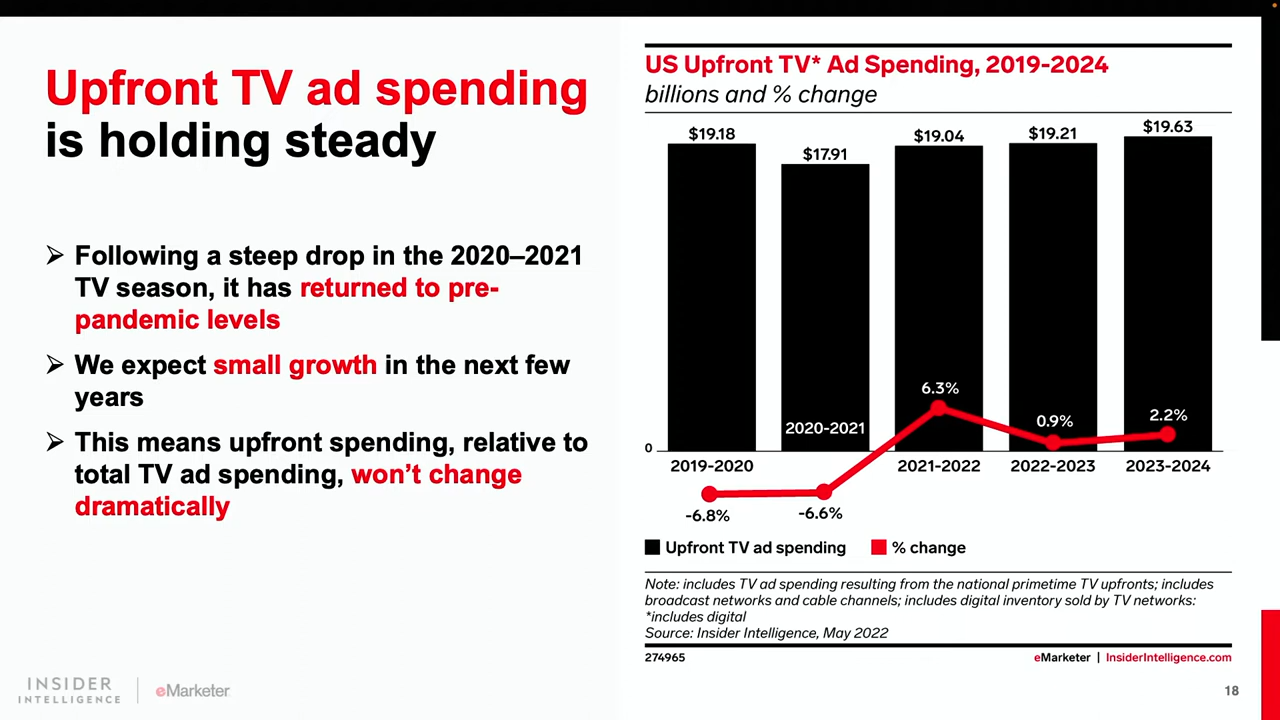 Upfront TV ad spending
is holding steady
➢ Following a steep drop in the 2020–2021
TV season, it has returned to pre-
pandemic levels
➢ We expect small growth in the next few
years
➢ This means upfront spending, relative to
total TV ad spending, won’t change
dramatically
INSIDER
INTELLIGENCE
eMarketer
US Upfront TV* Ad Spending, 2019-2024
billions and % change
$19.18
$17.91
$19.04
$19.21
$19.63
6.3%
0.9%
2.2%
2020-2021
0
2019-2020
2021-2022
2022-2023
2023-2024
-6.8%
-6.6%
Upfront TV ad spending
% change
Note: includes TV ad spending resulting from the national primetime TV upfronts; includes
broadcast networks and cable channels; includes digital inventory sold by TV networks:
*includes digital
Source: Insider Intelligence, May 2022
274965
eMarketer | InsiderIntelligence.com
18